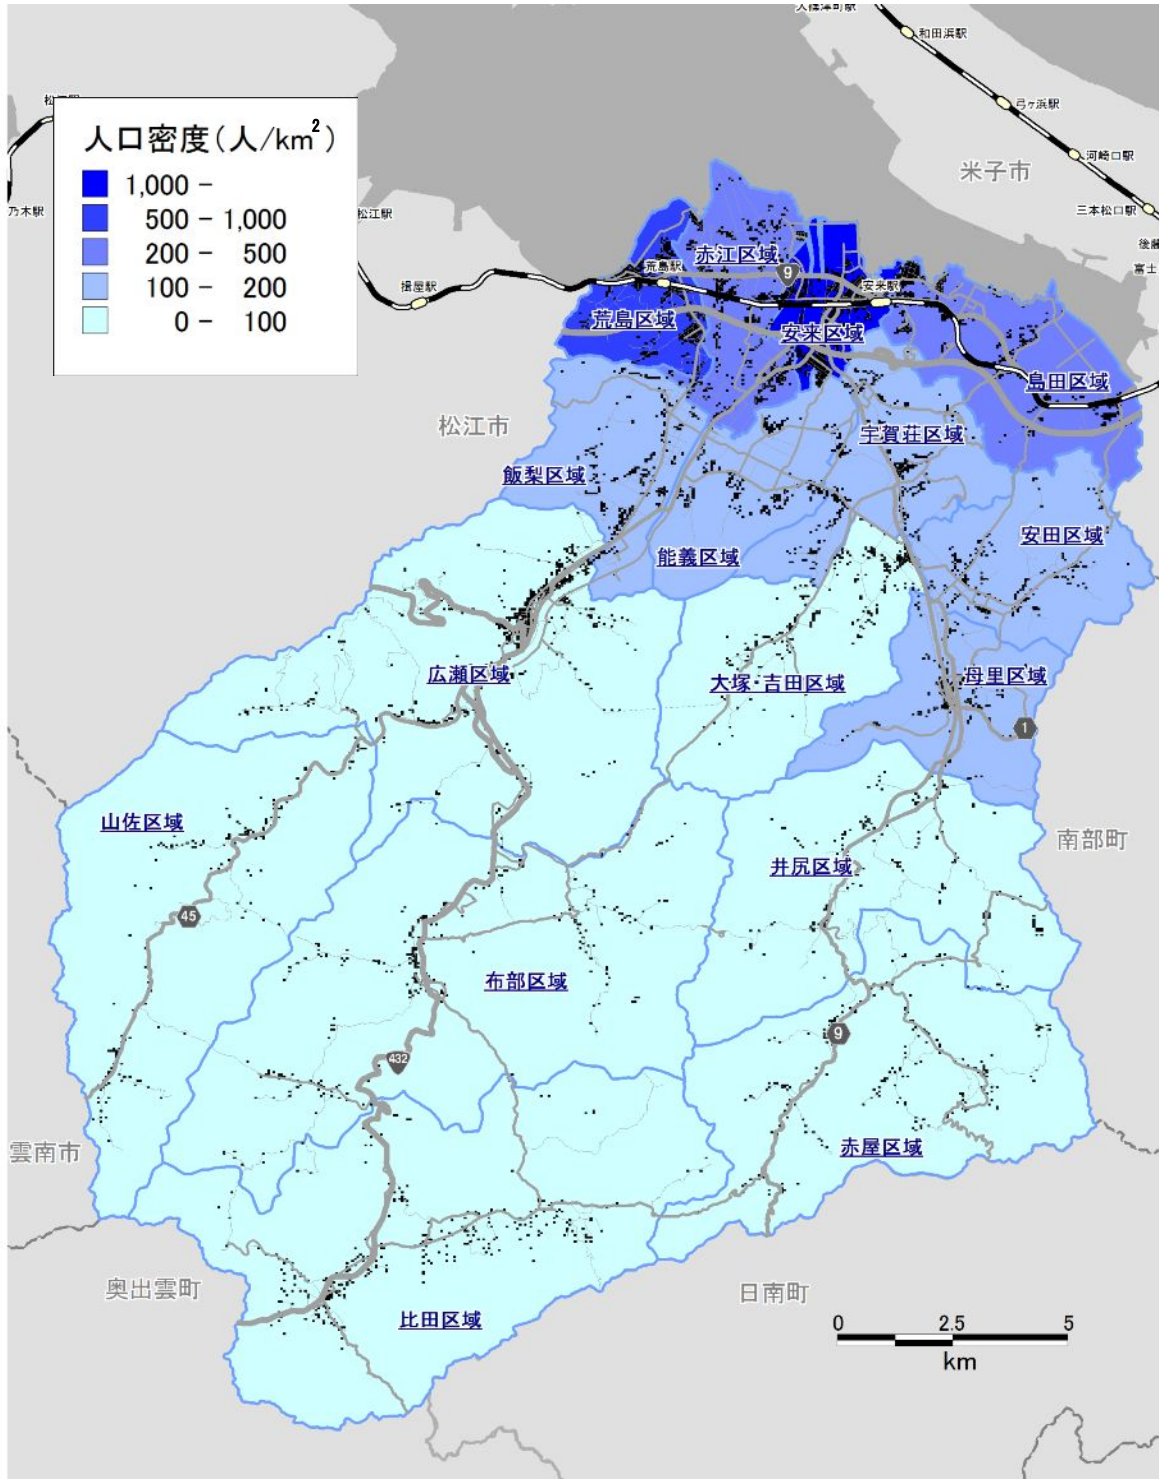 和田浜駅
弓ヶ浜駅
河崎口駅
米子市
三本松口駅
人口密度(人/km²)
1,000 -
500 - 1,000
200 - 500
100 - 200
0 - 100
乃木駅
松江駅
揖屋駅
荒島駅
赤江区域
9
安来駅
荒島区域
安来区域
島田区域
松江市
宇賀荘区域
飯梨区域
能義区域
安田区域
広瀬区域
大塚・吉田区域
母里区域
1
山佐区域
南部町
井尻区域
45
布部区域
9
432
雲南市
赤屋区域
奥出雲町
日南町
比田区域
0 2.5 5
km